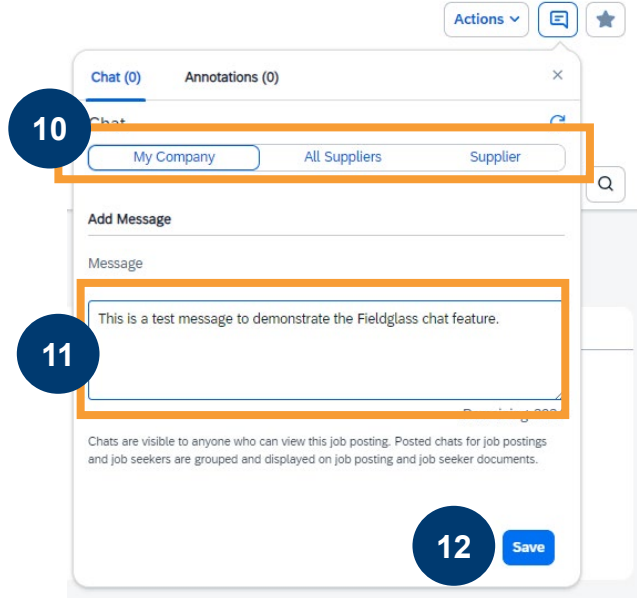 Actions
Chat (0) Annotations (0)
10
Chat
My Company All Suppliers Supplier
Add Message
Message
This is a test message to demonstrate the Fieldglass chat feature.
11
Chats are visible to anyone who can view this job posting. Posted chats for job postings
and job seekers are grouped and displayed on job posting and job seeker documents.
12
Save